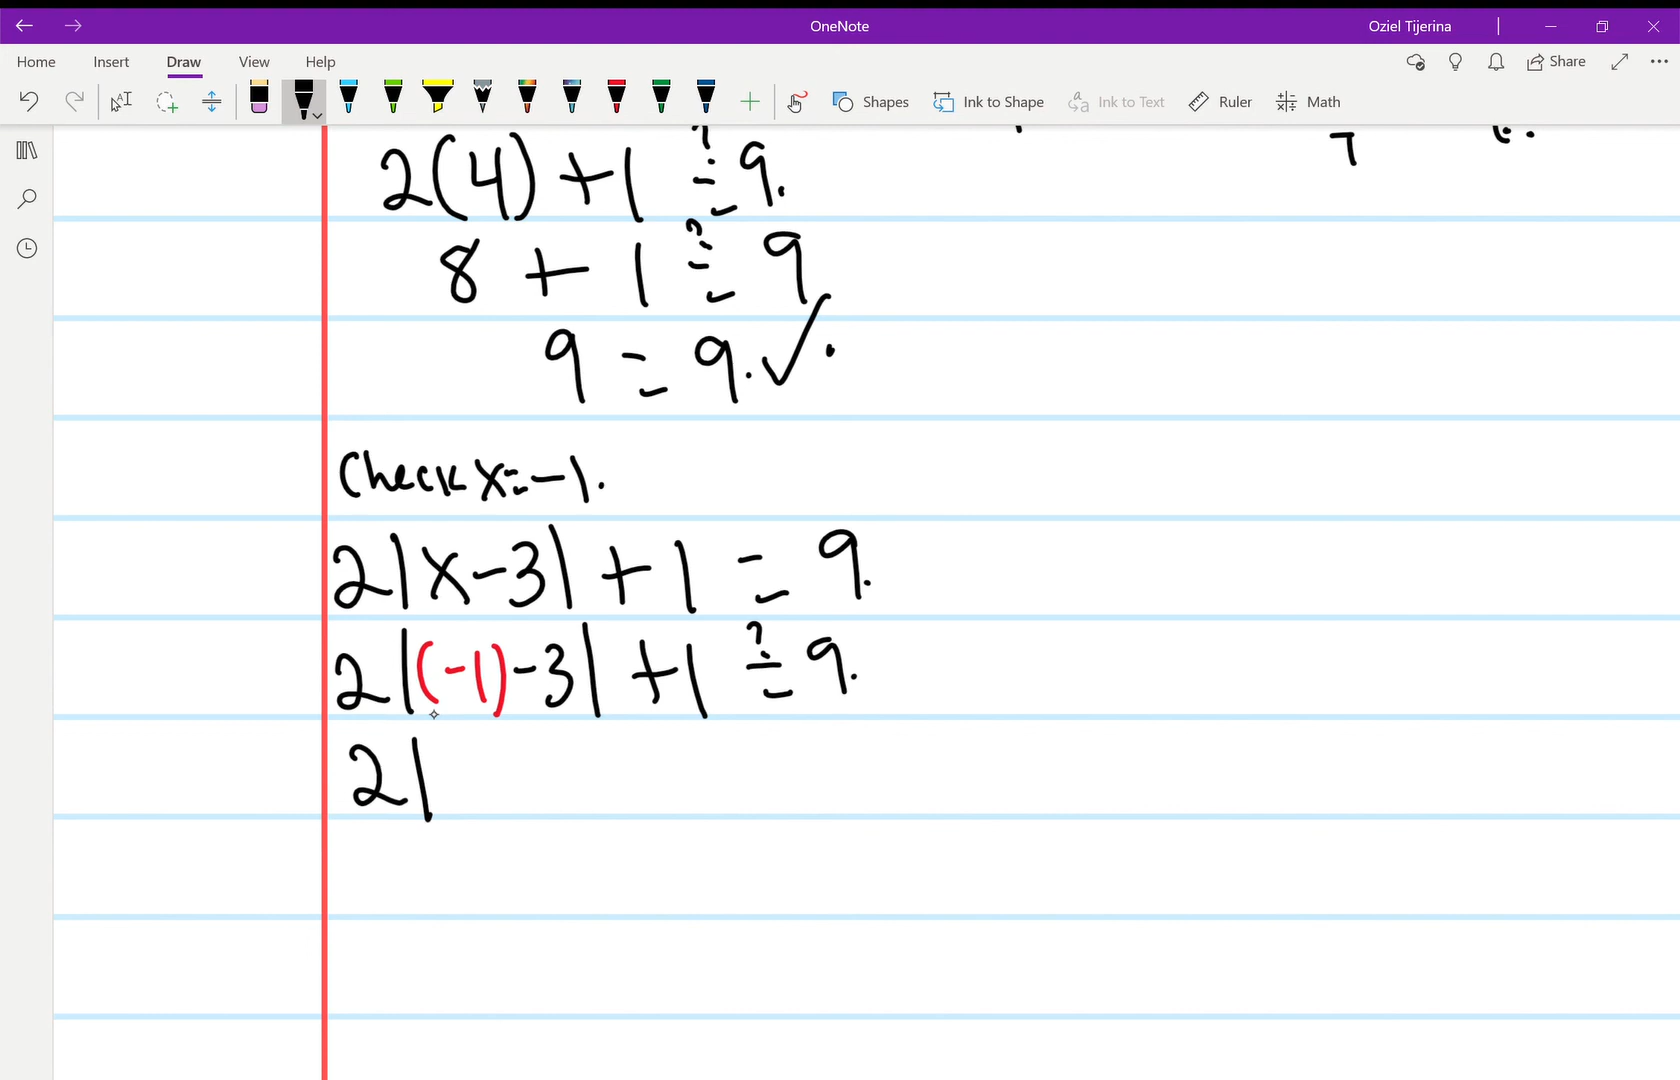 OneNote
Oziel Tijerina
Home Insert Draw View Help
Share
Shapes Ink to Shape Ink to Text Ruler Math
2(4) + 1 ?= 9.
8 + 1 ?= 9
9 = 9. ✓.
Check x = -1.
2|x-3| + 1 = 9.
2|(-1)-3| + 1 ?= 9.
2|